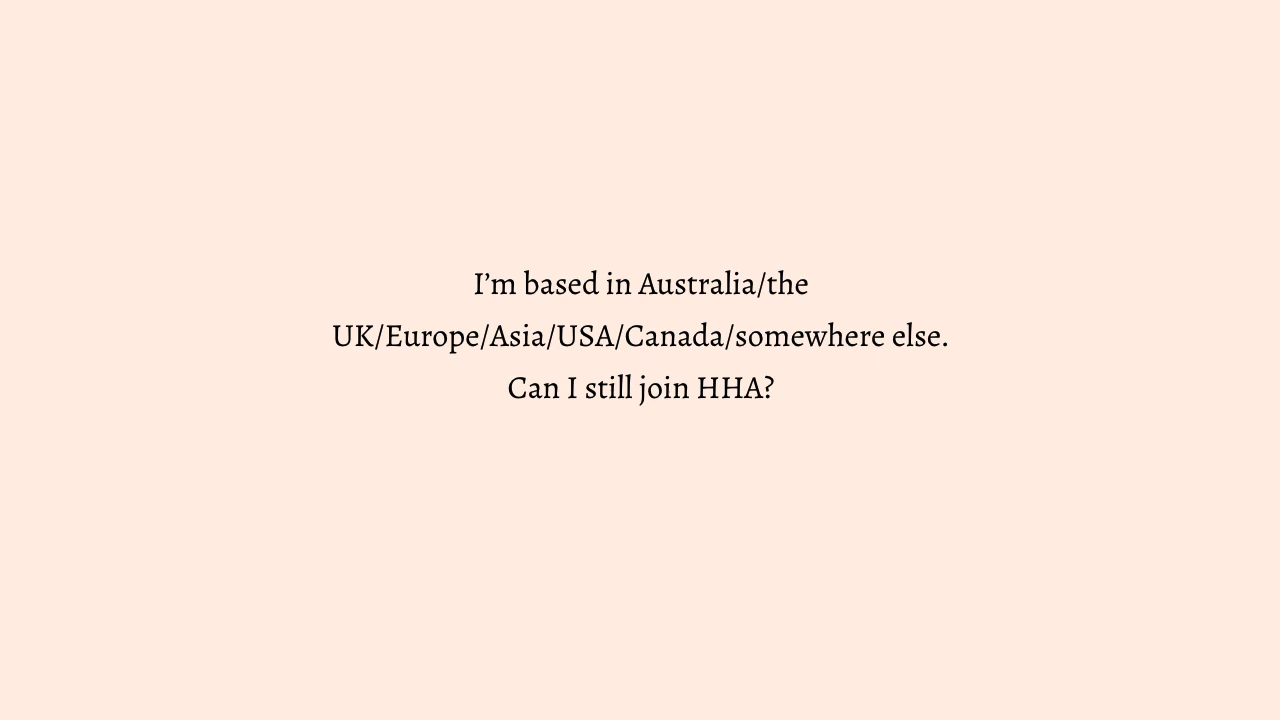 I’m based in Australia/the
UK/Europe/Asia/USA/Canada/somewhere else.
Can I still join HHA?